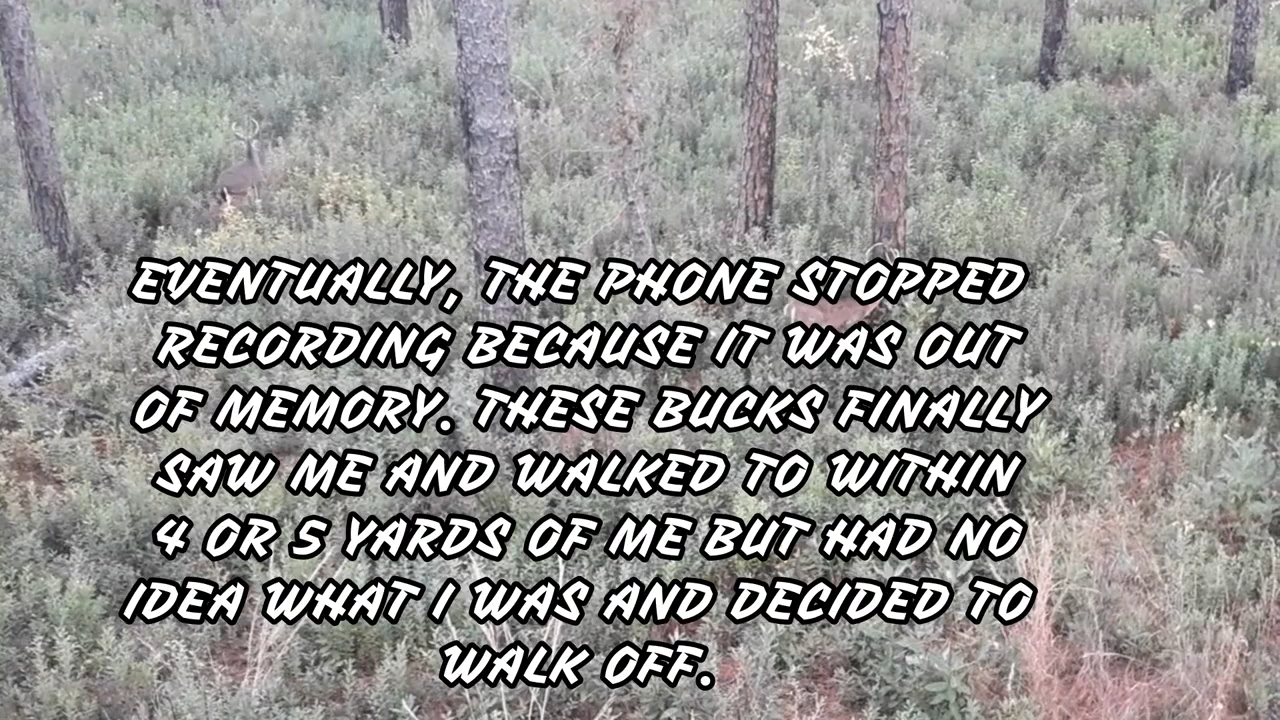 EVENTUALLY, THE PHONE STOPPED
RECORDING BECAUSE IT WAS OUT
OF MEMORY. THESE BUCKS FINALLY
SAW ME AND WALKED TO WITHIN
4 OR 5 YARDS OF ME BUT HAD NO
IDEA WHAT I WAS AND DECIDED TO
WALK OFF.